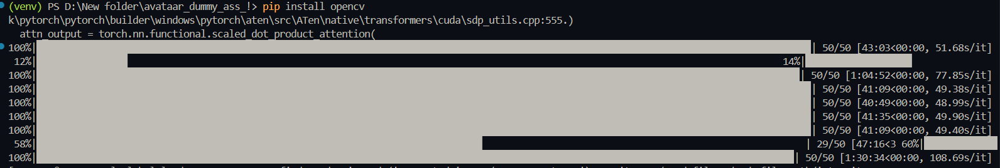 (venv) PS D:\New folder\avataar_dummy_ass_!> pip install opencv
k\pytorch\pytorch\builder\windows\pytorch\aten\src\ATen\native\transformers\cuda\sdp_utils.cpp:555.)
attn_output = torch.nn.functional.scaled_dot_product_attention(
100%| | 50/50 [43:03<00:00, 51.68s/it]
12%| 14%|
100%| | 50/50 [1:04:52<00:00, 77.85s/it]
100%| | 50/50 [41:09<00:00, 49.38s/it]
100%| | 50/50 [40:49<00:00, 48.99s/it]
100%| | 50/50 [41:35<00:00, 49.90s/it]
100%| | 50/50 [41:09<00:00, 49.40s/it]
58%| | 29/50 [47:16<3 60%|
100%| | 50/50 [1:30:34<00:00, 108.69s/it]